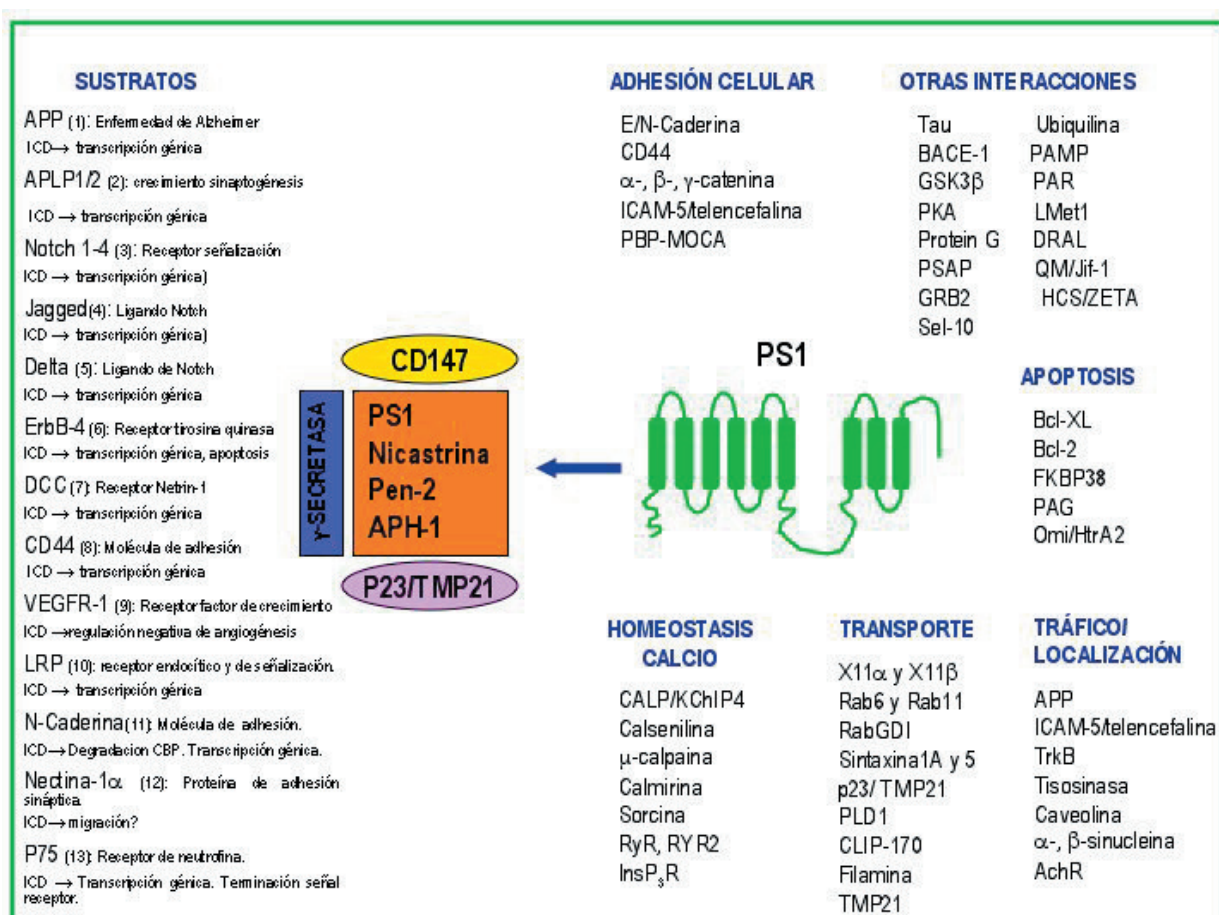 SUSTRATOS
APP (1): Enfermedad de Alzheimer
ICD→ transcripción génica
APLP1/2 (2): crecimiento sinaptogénesis
ICD → transcripción génica
Notch 1-4 (3): Receptor señalización
ICD → transcripción génica)
Jagged(4): Ligando Notch
ICD → transcripción génica)
Delta (5): Ligando de Notch
ICD → transcripción génica
ErbB-4 (6): Receptor tirosina quinasa
ICD → transcripción génica, apoptosis
DCC (7): Receptor Netrin-1
ICD → transcripción génica
CD44 (8): Molécula de adhesión
ICD → transcripción génica
VEGFR-1 (9): Receptor factor de crecimiento
ICD →regulación negativa de angiogénesis
LRP (10): receptor endocítico y de señalización.
ICD → transcripción génica
N-Caderina(11): Molécula de adhesión.
ICD→Degradacion CBP. Transcripción génica.
Nectina-1α (12): Proteína de adhesión
sináptica.
ICD→migración?
P75 (13): Receptor de neutrofina.
ICD → Transcripción génica. Terminación señal
receptor.
CD147
γ-SECRETASA
PS1
Nicastrina
Pen-2
APH-1
P23/TMP21
PS1
ADHESIÓN CELULAR
E/N-Caderina
CD44
α-, β-, γ-catenina
ICAM-5/telencefalina
PBP-MOCA
OTRAS INTERACCIONES
Tau Ubiquilina
BACE-1 PAMP
GSK3β PAR
PKA LMet1
Protein G DRAL
PSAP QM/Jif-1
GRB2 HCS/ZETA
Sel-10
APOPTOSIS
Bcl-XL
Bcl-2
FKBP38
PAG
Omi/HtrA2
HOMEOSTASIS
CALCIO
CALP/KChIP4
Calsenilina
μ-calpaina
Calmirina
Sorcina
RyR, RYR2
InsP₃R
TRANSPORTE
X11α y X11β
Rab6 y Rab11
RabGDI
Sintaxina1A y 5
p23/ TMP21
PLD1
CLIP-170
Filamina
TMP21
TRÁFICO/
LOCALIZACIÓN
APP
ICAM-5/telencefalina
TrkB
Tisosinasa
Caveolina
α-, β-sinucleina
AchR